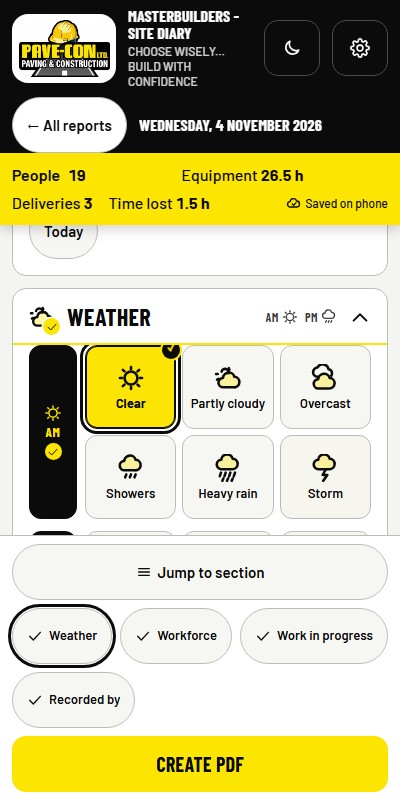 PAVE-CON LTD.
PAVING & CONSTRUCTION
MASTERBUILDERS -
SITE DIARY
CHOOSE WISELY...
BUILD WITH
CONFIDENCE
← All reports
WEDNESDAY, 4 NOVEMBER 2026
People 19
Equipment 26.5 h
Deliveries 3
Time lost 1.5 h
Saved on phone
Today
WEATHER
AM
PM
AM
Clear
Partly cloudy
Overcast
Showers
Heavy rain
Storm
Jump to section
Weather
Workforce
Work in progress
Recorded by
CREATE PDF